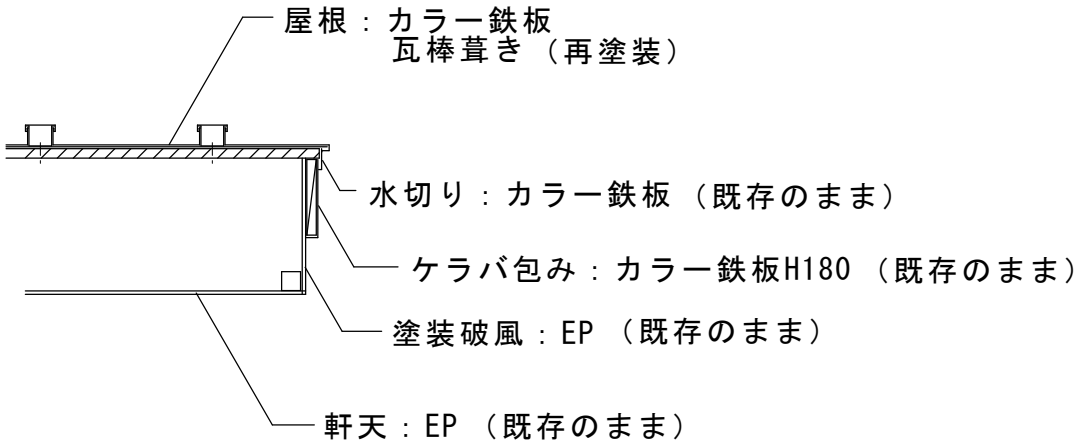 屋根：カラー鉄板
瓦棒葺き（再塗装）
水切り：カラー鉄板（既存のまま）
ケラバ包み：カラー鉄板H180（既存のまま）
塗装破風：EP（既存のまま）
軒天：EP（既存のまま）